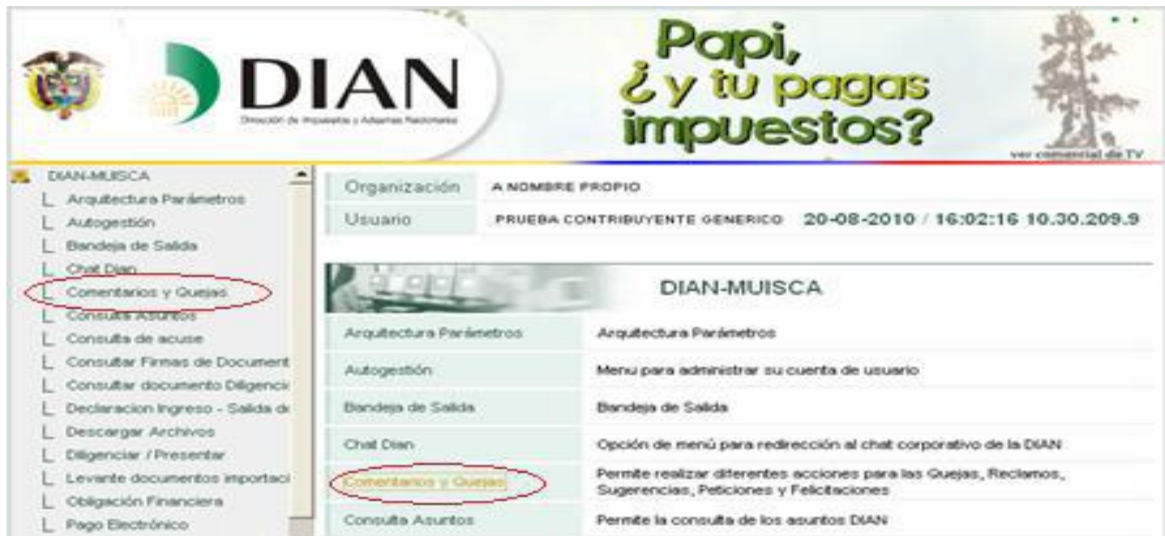 DIAN
Dirección de Impuestos y Aduanas Nacionales
Papi,
¿y tu pagas
impuestos?
ver comercial de TV
DIAN-MUISCA
Arquitectura Parámetros
Autogestión
Bandeja de Salida
Chat Dian
Comentarios y Quejas
Consulta Asuntos
Consulta de acuse
Consultar Firmas de Document
Consultar documento Diligencia
Declaracion Ingreso - Salida de
Descargar Archivos
Diligenciar / Presentar
Levante documentos importaci
Obligación Financiera
Pago Electrónico
Organización A NOMBRE PROPIO
Usuario PRUEBA CONTRIBUYENTE GENERICO 20-08-2010 / 16:02:16 10.30.209.9
DIAN-MUISCA
Arquitectura Parámetros Arquitectura Parámetros
Autogestión Menu para administrar su cuenta de usuario
Bandeja de Salida Bandeja de Salida
Chat Dian Opción de menú para redirección al chat corporativo de la DIAN
Comentarios y Quejas Permite realizar diferentes acciones para las Quejas, Reclamos,
Sugerencias, Peticiones y Felicitaciones
Consulta Asuntos Permite la consulta de los asuntos DIAN